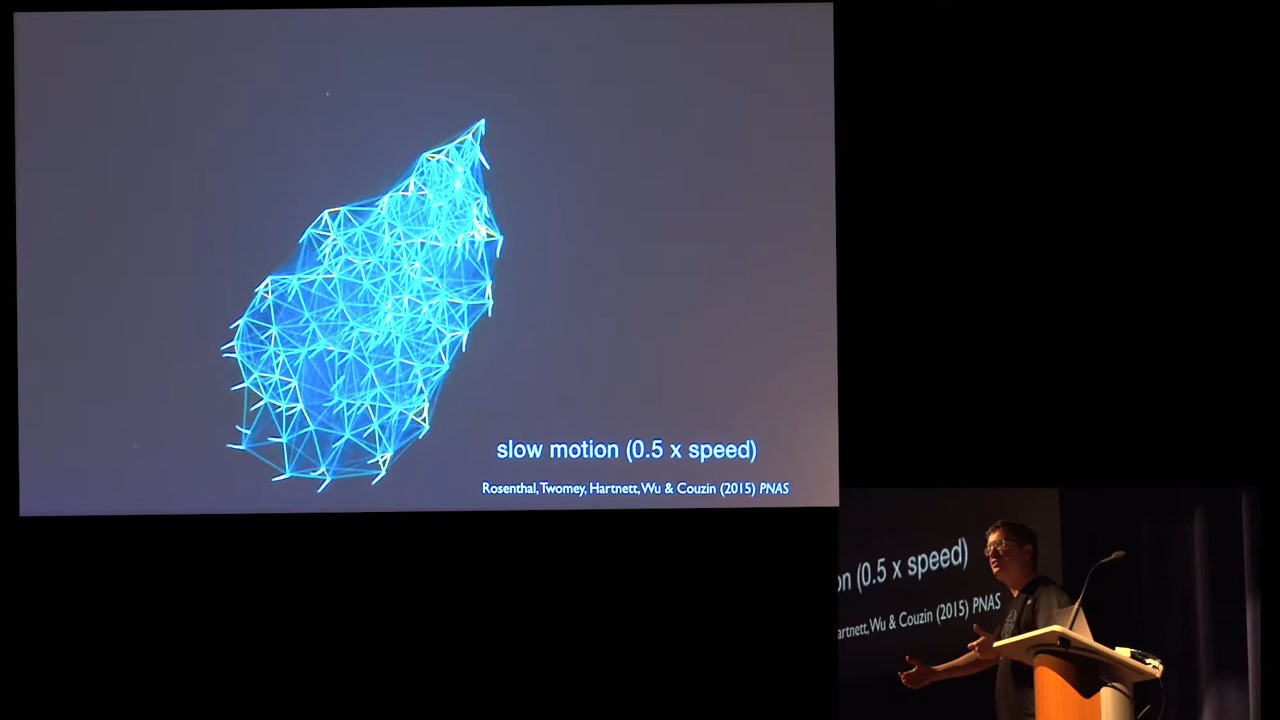 slow motion (0.5 x speed)
Rosenthal, Twomey, Hartnett, Wu & Couzin (2015) PNAS
on (0.5 x speed)
artnett, Wu & Couzin (2015) PNAS